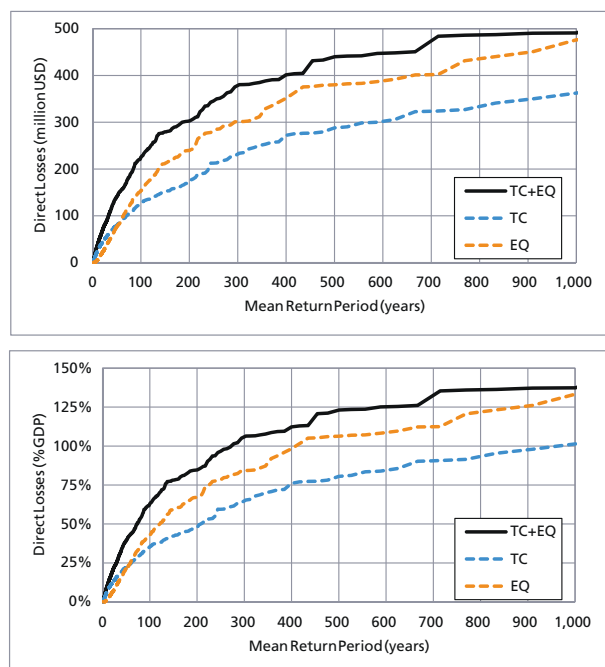 500
400
300
200
100
0
Direct Losses (million USD)
TC+EQ
TC
EQ
0 100 200 300 400 500 600 700 800 900 1,000
Mean Return Period (years)
150%
125%
100%
75%
50%
25%
0%
Direct Losses (%GDP)
TC+EQ
TC
EQ
0 100 200 300 400 500 600 700 800 900 1,000
Mean Return Period (years)